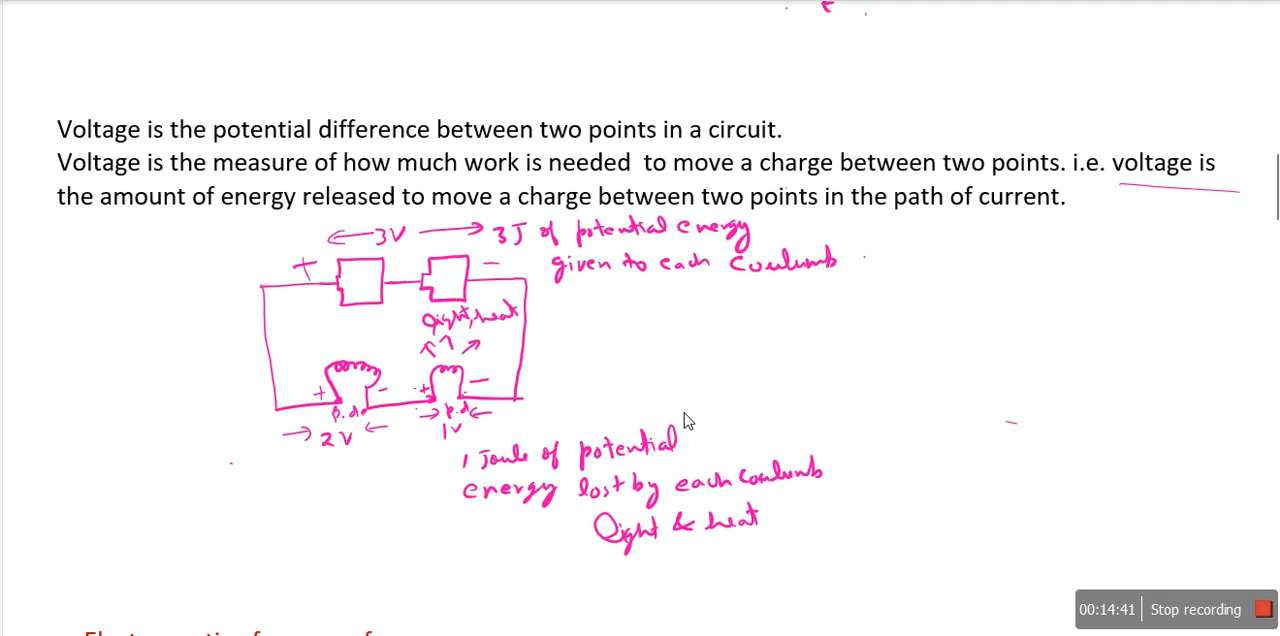 Voltage is the potential difference between two points in a circuit.
Voltage is the measure of how much work is needed to move a charge between two points. i.e. voltage is
the amount of energy released to move a charge between two points in the path of current.
←3V → 3J of potential energy
given to each Coulumb
+ −
light, heat
+ − + −
p.d → p.d ←
→ 2V ← 1V
1 Joule of potential
energy lost by each Coulumb
Light & heat
00:14:41 Stop recording